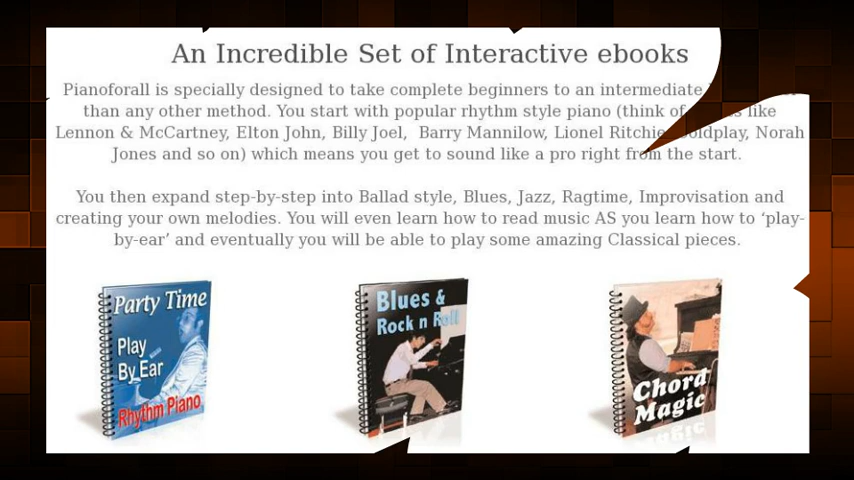 An Incredible Set of Interactive ebooks
Pianoforall is specially designed to take complete beginners to an intermediate
than any other method. You start with popular rhythm style piano (think of like
Lennon & McCartney, Elton John, Billy Joel, Barry Mannilow, Lionel Ritchie oldplay, Norah
Jones and so on) which means you get to sound like a pro right from the start.
You then expand step-by-step into Ballad style, Blues, Jazz, Ragtime, Improvisation and
creating your own melodies. You will even learn how to read music AS you learn how to ‘play-
by-ear’ and eventually you will be able to play some amazing Classical pieces.
Party Time
Play
By Ear
Rhythm Piano
Blues &
Rock n Roll
Chord
Magic